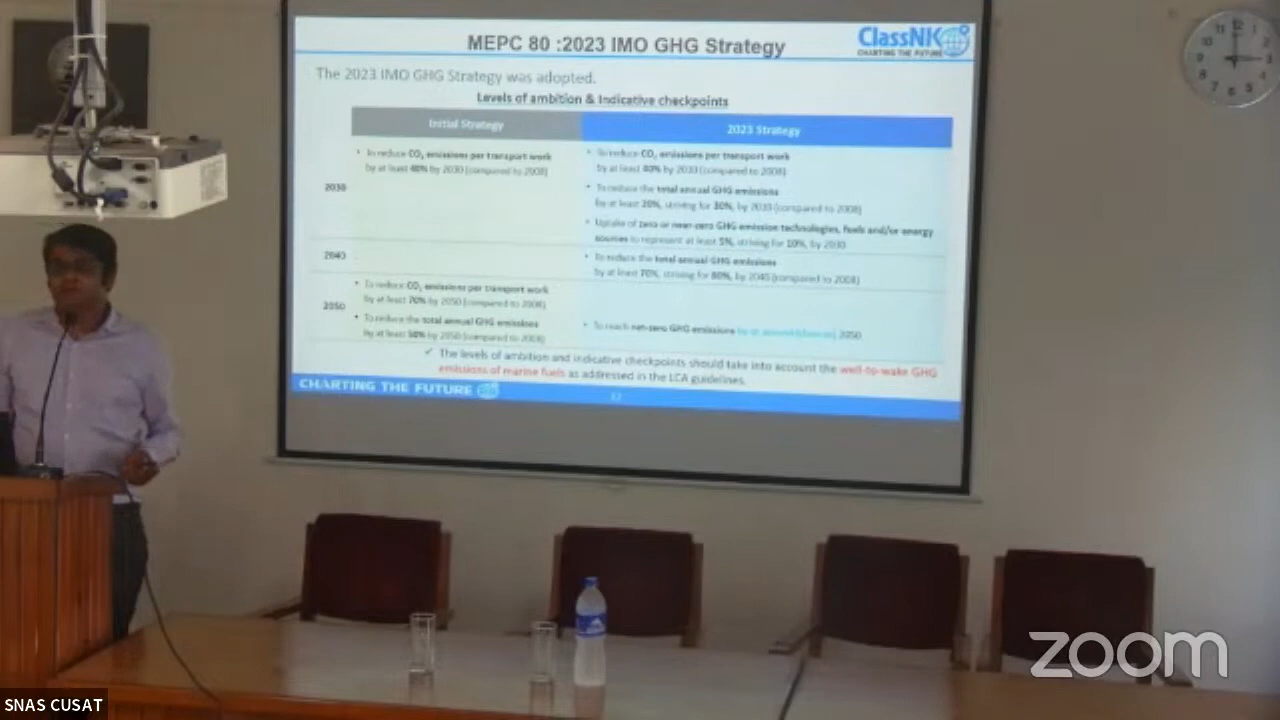 MEPC 80 :2023 IMO GHG Strategy
ClassNK
CHARTING THE FUTURE
The 2023 IMO GHG Strategy was adopted.
Levels of ambition & Indicative checkpoints
Initial Strategy
2023 Strategy
2030
• To reduce CO₂ emissions per transport work
by at least 40% by 2030 (compared to 2008)
• To reduce CO₂ emissions per transport work
by at least 40% by 2030 (compared to 2008)
• To reduce the total annual GHG emissions
by at least 20%, striving for 30%, by 2030 (compared to 2008)
• Uptake of zero or near-zero GHG emission technologies, fuels and/or energy
sources to represent at least 5%, striving for 10%, by 2030
2040
• To reduce the total annual GHG emissions
by at least 70%, striving for 80%, by 2040 (compared to 2008)
2050
• To reduce CO₂ emissions per transport work
by at least 70% by 2050 (compared to 2008)
• To reduce the total annual GHG emissions
by at least 50% by 2050 (compared to 2008)
• To reach net-zero GHG emissions by or around 2050
✓ The levels of ambition and indicative checkpoints should take into account the well-to-wake GHG
emissions of marine fuels as addressed in the LCA guidelines.
CHARTING THE FUTURE
zoom
SNAS CUSAT